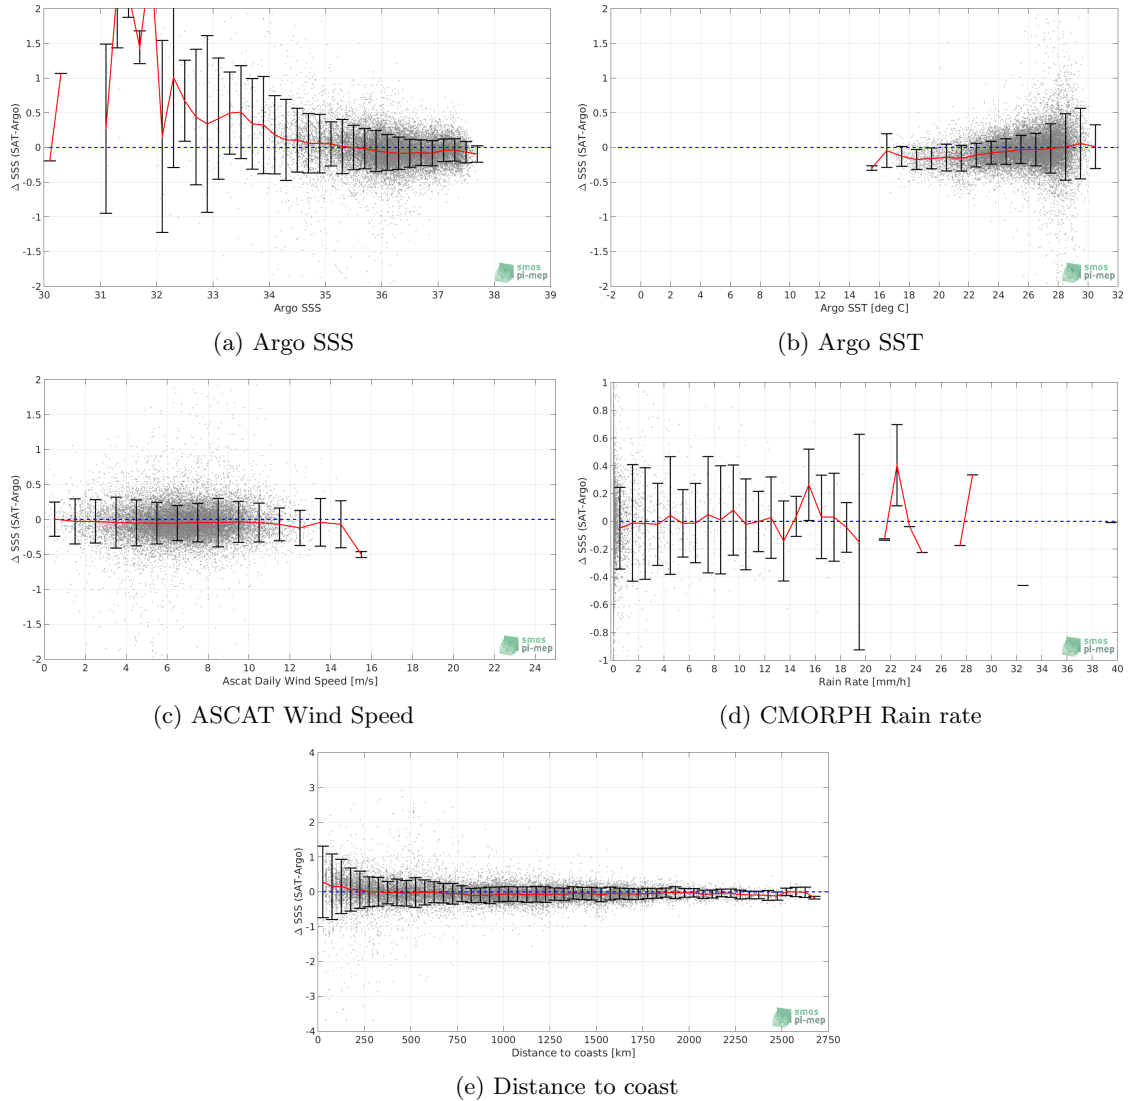 2
1.5
1
0.5
0
-0.5
-1
-1.5
-2
Δ SSS (SAT-Argo)
30 31 32 33 34 35 36 37 38 39
Argo SSS
smos
pi-mep
(a) Argo SSS
2
1.5
1
0.5
0
-0.5
-1
-1.5
-2
Δ SSS (SAT-Argo)
-2 0 2 4 6 8 10 12 14 16 18 20 22 24 26 28 30 32
Argo SST [deg C]
smos
pi-mep
(b) Argo SST
2
1.5
1
0.5
0
-0.5
-1
-1.5
-2
Δ SSS (SAT-Argo)
0 2 4 6 8 10 12 14 16 18 20 22 24
Ascat Daily Wind Speed [m/s]
smos
pi-mep
(c) ASCAT Wind Speed
1
0.8
0.6
0.4
0.2
0
-0.2
-0.4
-0.6
-0.8
-1
Δ SSS (SAT-Argo)
0 2 4 6 8 10 12 14 16 18 20 22 24 26 28 30 32 34 36 38 40
Rain Rate [mm/h]
smos
pi-mep
(d) CMORPH Rain rate
4
3
2
1
0
-1
-2
-3
-4
Δ SSS (SAT-Argo)
0 250 500 750 1000 1250 1500 1750 2000 2250 2500 2750
Distance to coasts [km]
smos
pi-mep
(e) Distance to coast